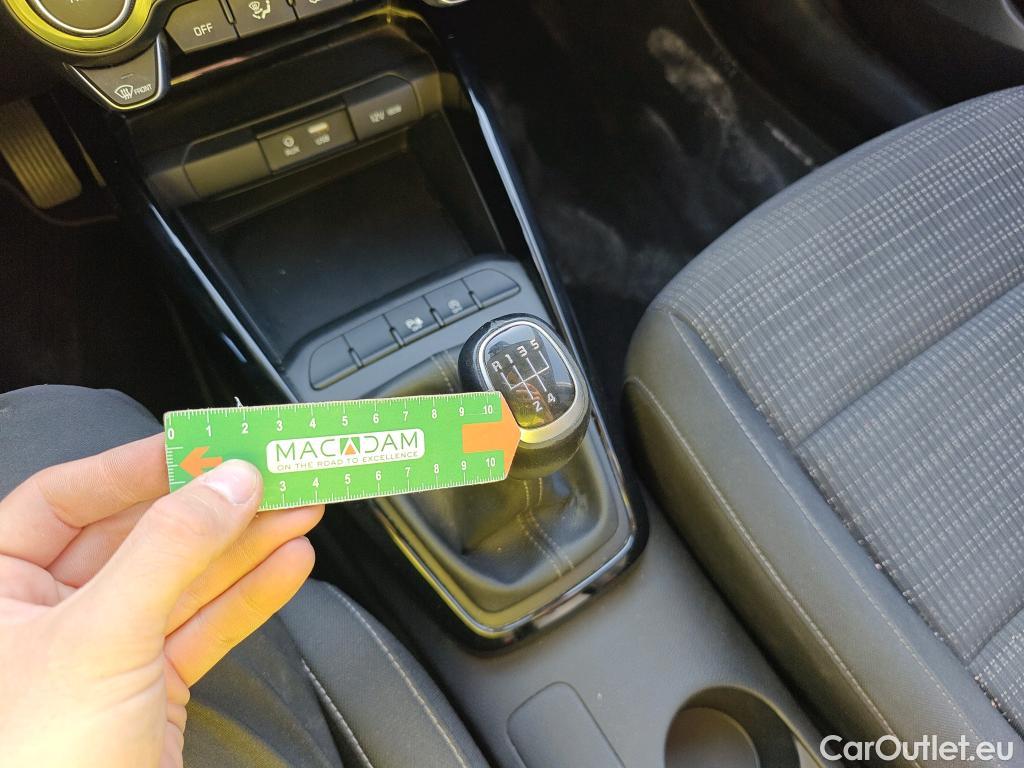 OFF
FRONT
12V
AUX USB
R 1 3 5
2 4
0 1 2 3 4 5 6 7 8 9 10
MACADAM
ON THE ROAD TO EXCELLENCE
3 4 5 6 7 8 9 10
CarOutlet.eu